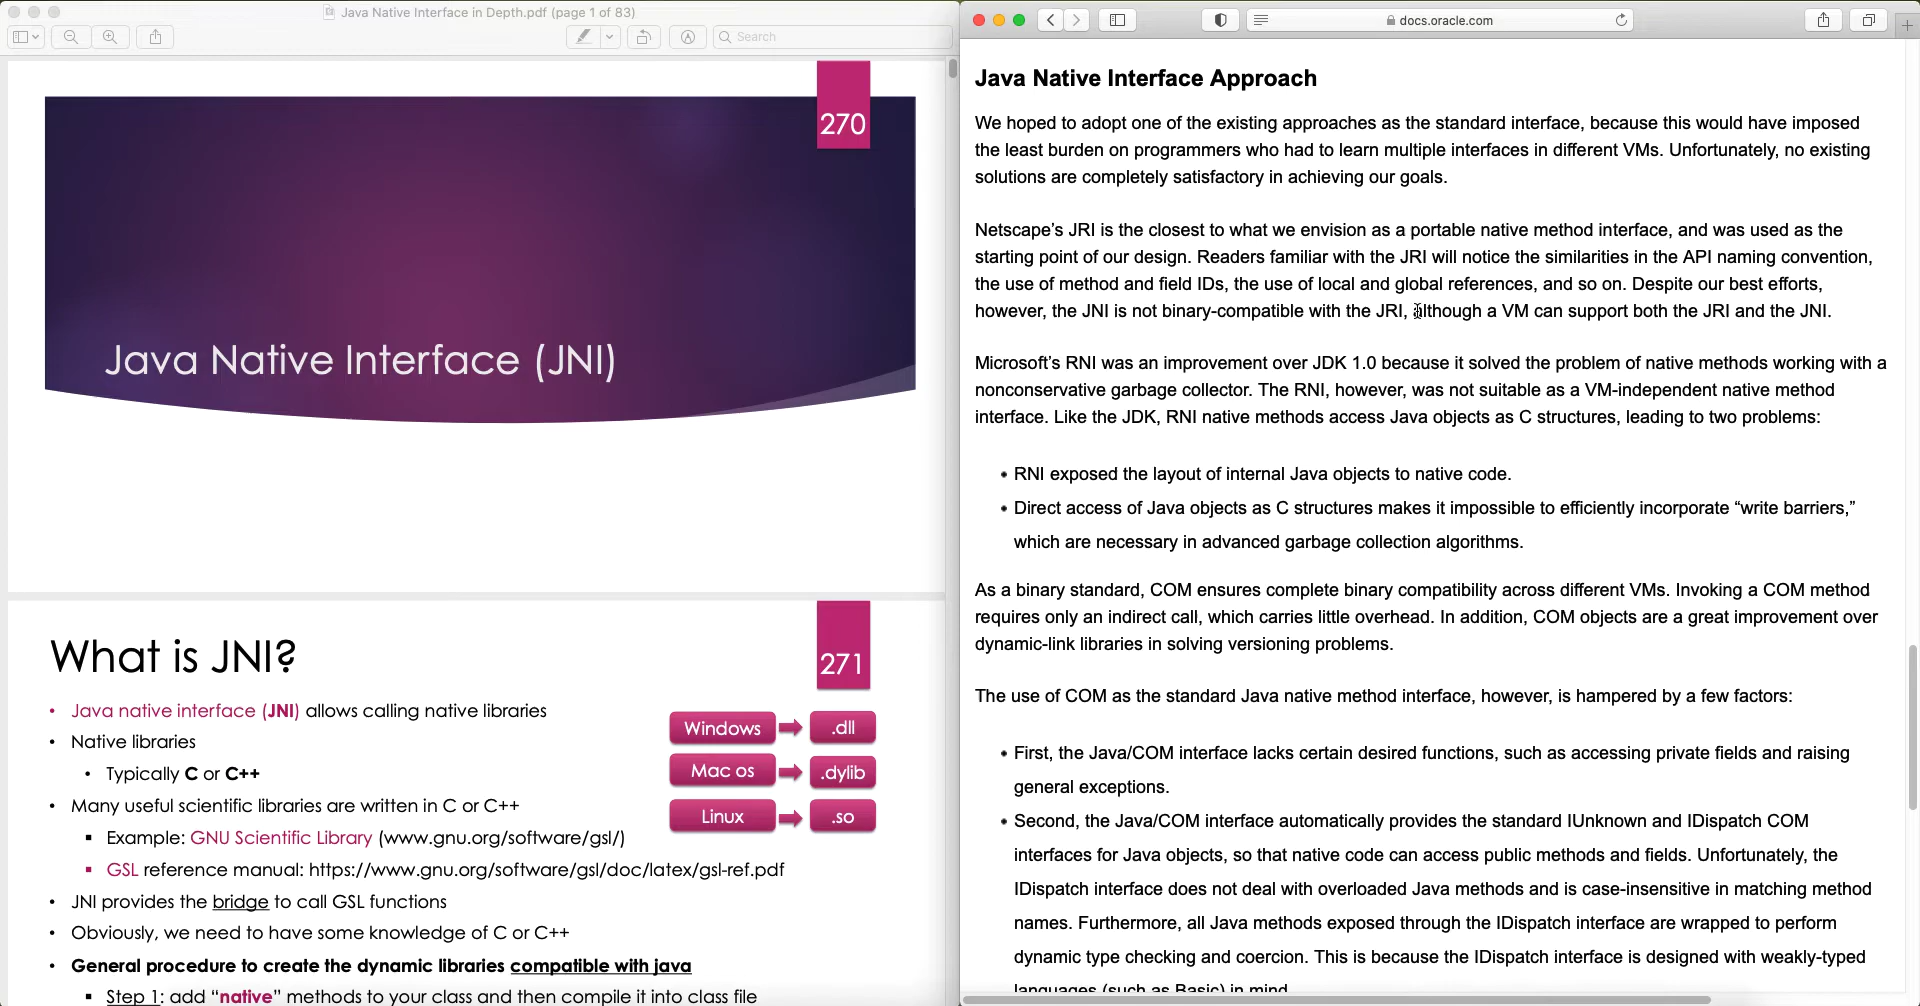 Java Native Interface in Depth.pdf (page 1 of 83)
Search
270
Java Native Interface (JNI)
What is JNI?
271
• Java native interface (JNI) allows calling native libraries
• Native libraries
• Typically C or C++
• Many useful scientific libraries are written in C or C++
▪ Example: GNU Scientific Library (www.gnu.org/software/gsl/)
▪ GSL reference manual: https://www.gnu.org/software/gsl/doc/latex/gsl-ref.pdf
• JNI provides the bridge to call GSL functions
• Obviously, we need to have some knowledge of C or C++
• General procedure to create the dynamic libraries compatible with java
▪ Step 1: add “native” methods to your class and then compile it into class file
Windows .dll
Mac os .dylib
Linux .so
docs.oracle.com
Java Native Interface Approach
We hoped to adopt one of the existing approaches as the standard interface, because this would have imposed
the least burden on programmers who had to learn multiple interfaces in different VMs. Unfortunately, no existing
solutions are completely satisfactory in achieving our goals.
Netscape’s JRI is the closest to what we envision as a portable native method interface, and was used as the
starting point of our design. Readers familiar with the JRI will notice the similarities in the API naming convention,
the use of method and field IDs, the use of local and global references, and so on. Despite our best efforts,
however, the JNI is not binary-compatible with the JRI, although a VM can support both the JRI and the JNI.
Microsoft’s RNI was an improvement over JDK 1.0 because it solved the problem of native methods working with a
nonconservative garbage collector. The RNI, however, was not suitable as a VM-independent native method
interface. Like the JDK, RNI native methods access Java objects as C structures, leading to two problems:
• RNI exposed the layout of internal Java objects to native code.
• Direct access of Java objects as C structures makes it impossible to efficiently incorporate “write barriers,”
which are necessary in advanced garbage collection algorithms.
As a binary standard, COM ensures complete binary compatibility across different VMs. Invoking a COM method
requires only an indirect call, which carries little overhead. In addition, COM objects are a great improvement over
dynamic-link libraries in solving versioning problems.
The use of COM as the standard Java native method interface, however, is hampered by a few factors:
• First, the Java/COM interface lacks certain desired functions, such as accessing private fields and raising
general exceptions.
• Second, the Java/COM interface automatically provides the standard IUnknown and IDispatch COM
interfaces for Java objects, so that native code can access public methods and fields. Unfortunately, the
IDispatch interface does not deal with overloaded Java methods and is case-insensitive in matching method
names. Furthermore, all Java methods exposed through the IDispatch interface are wrapped to perform
dynamic type checking and coercion. This is because the IDispatch interface is designed with weakly-typed
languages (such as Basic) in mind.